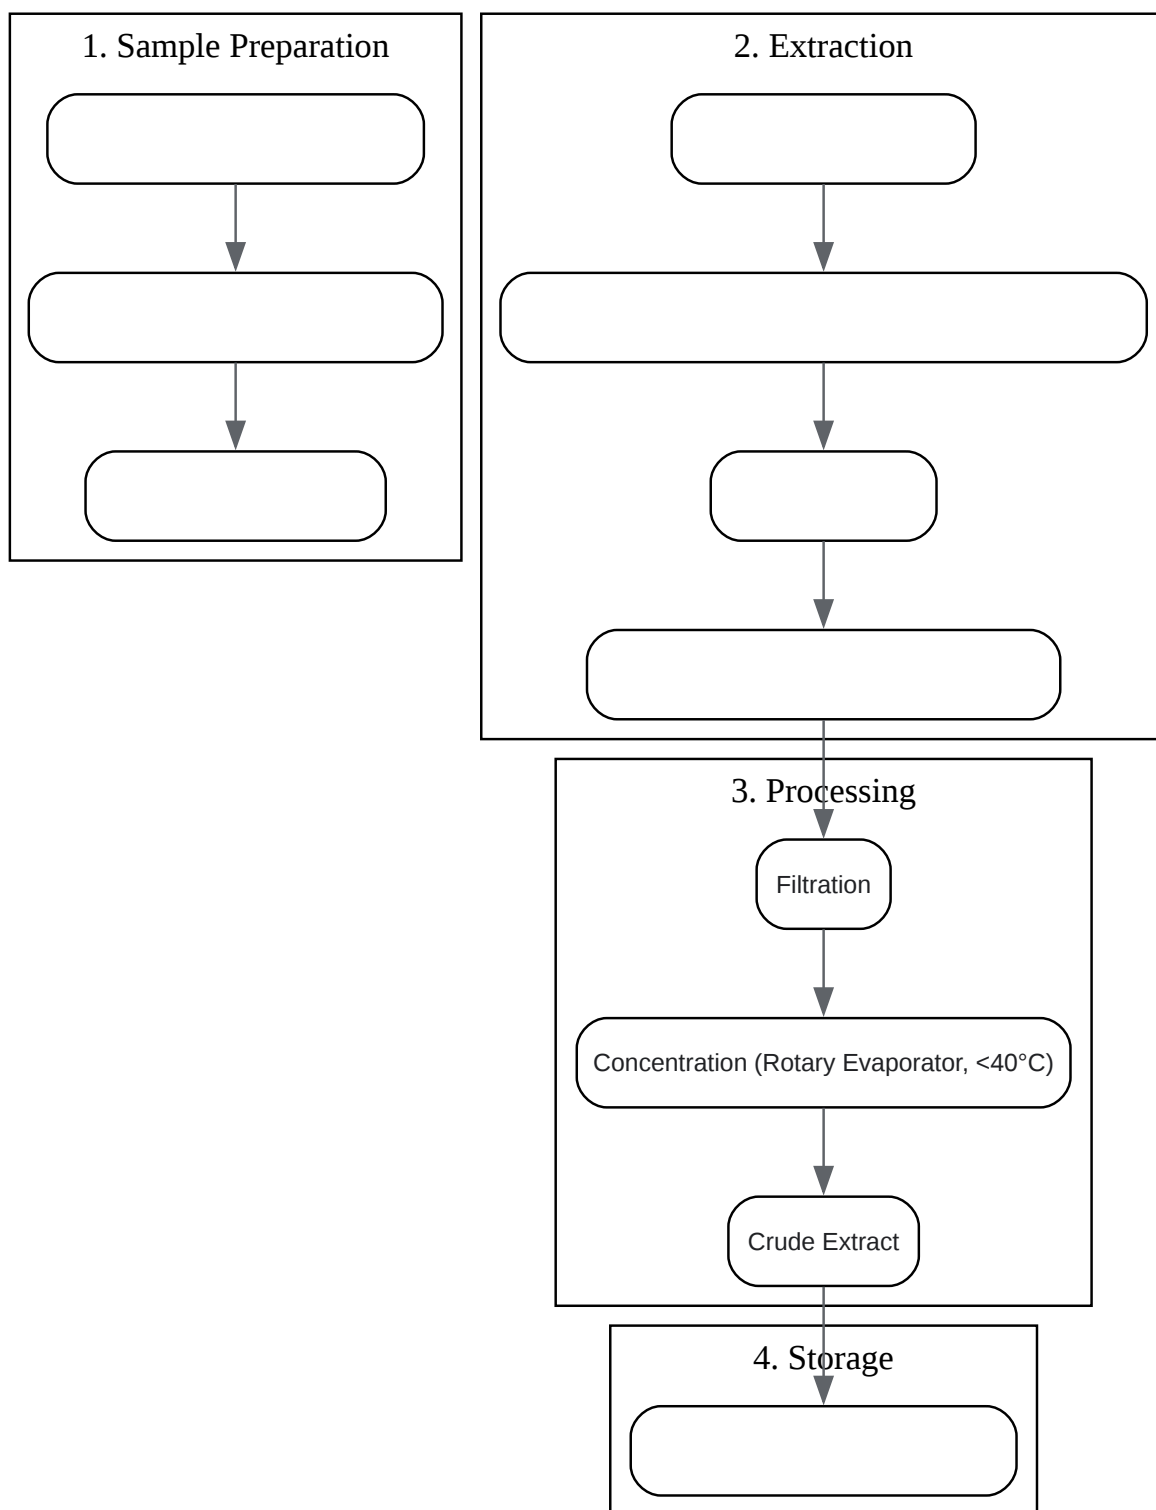 1. Sample Preparation
2. Extraction
3. Processing
Filtration
Concentration (Rotary Evaporator, <40°C)
Crude Extract
4. Storage